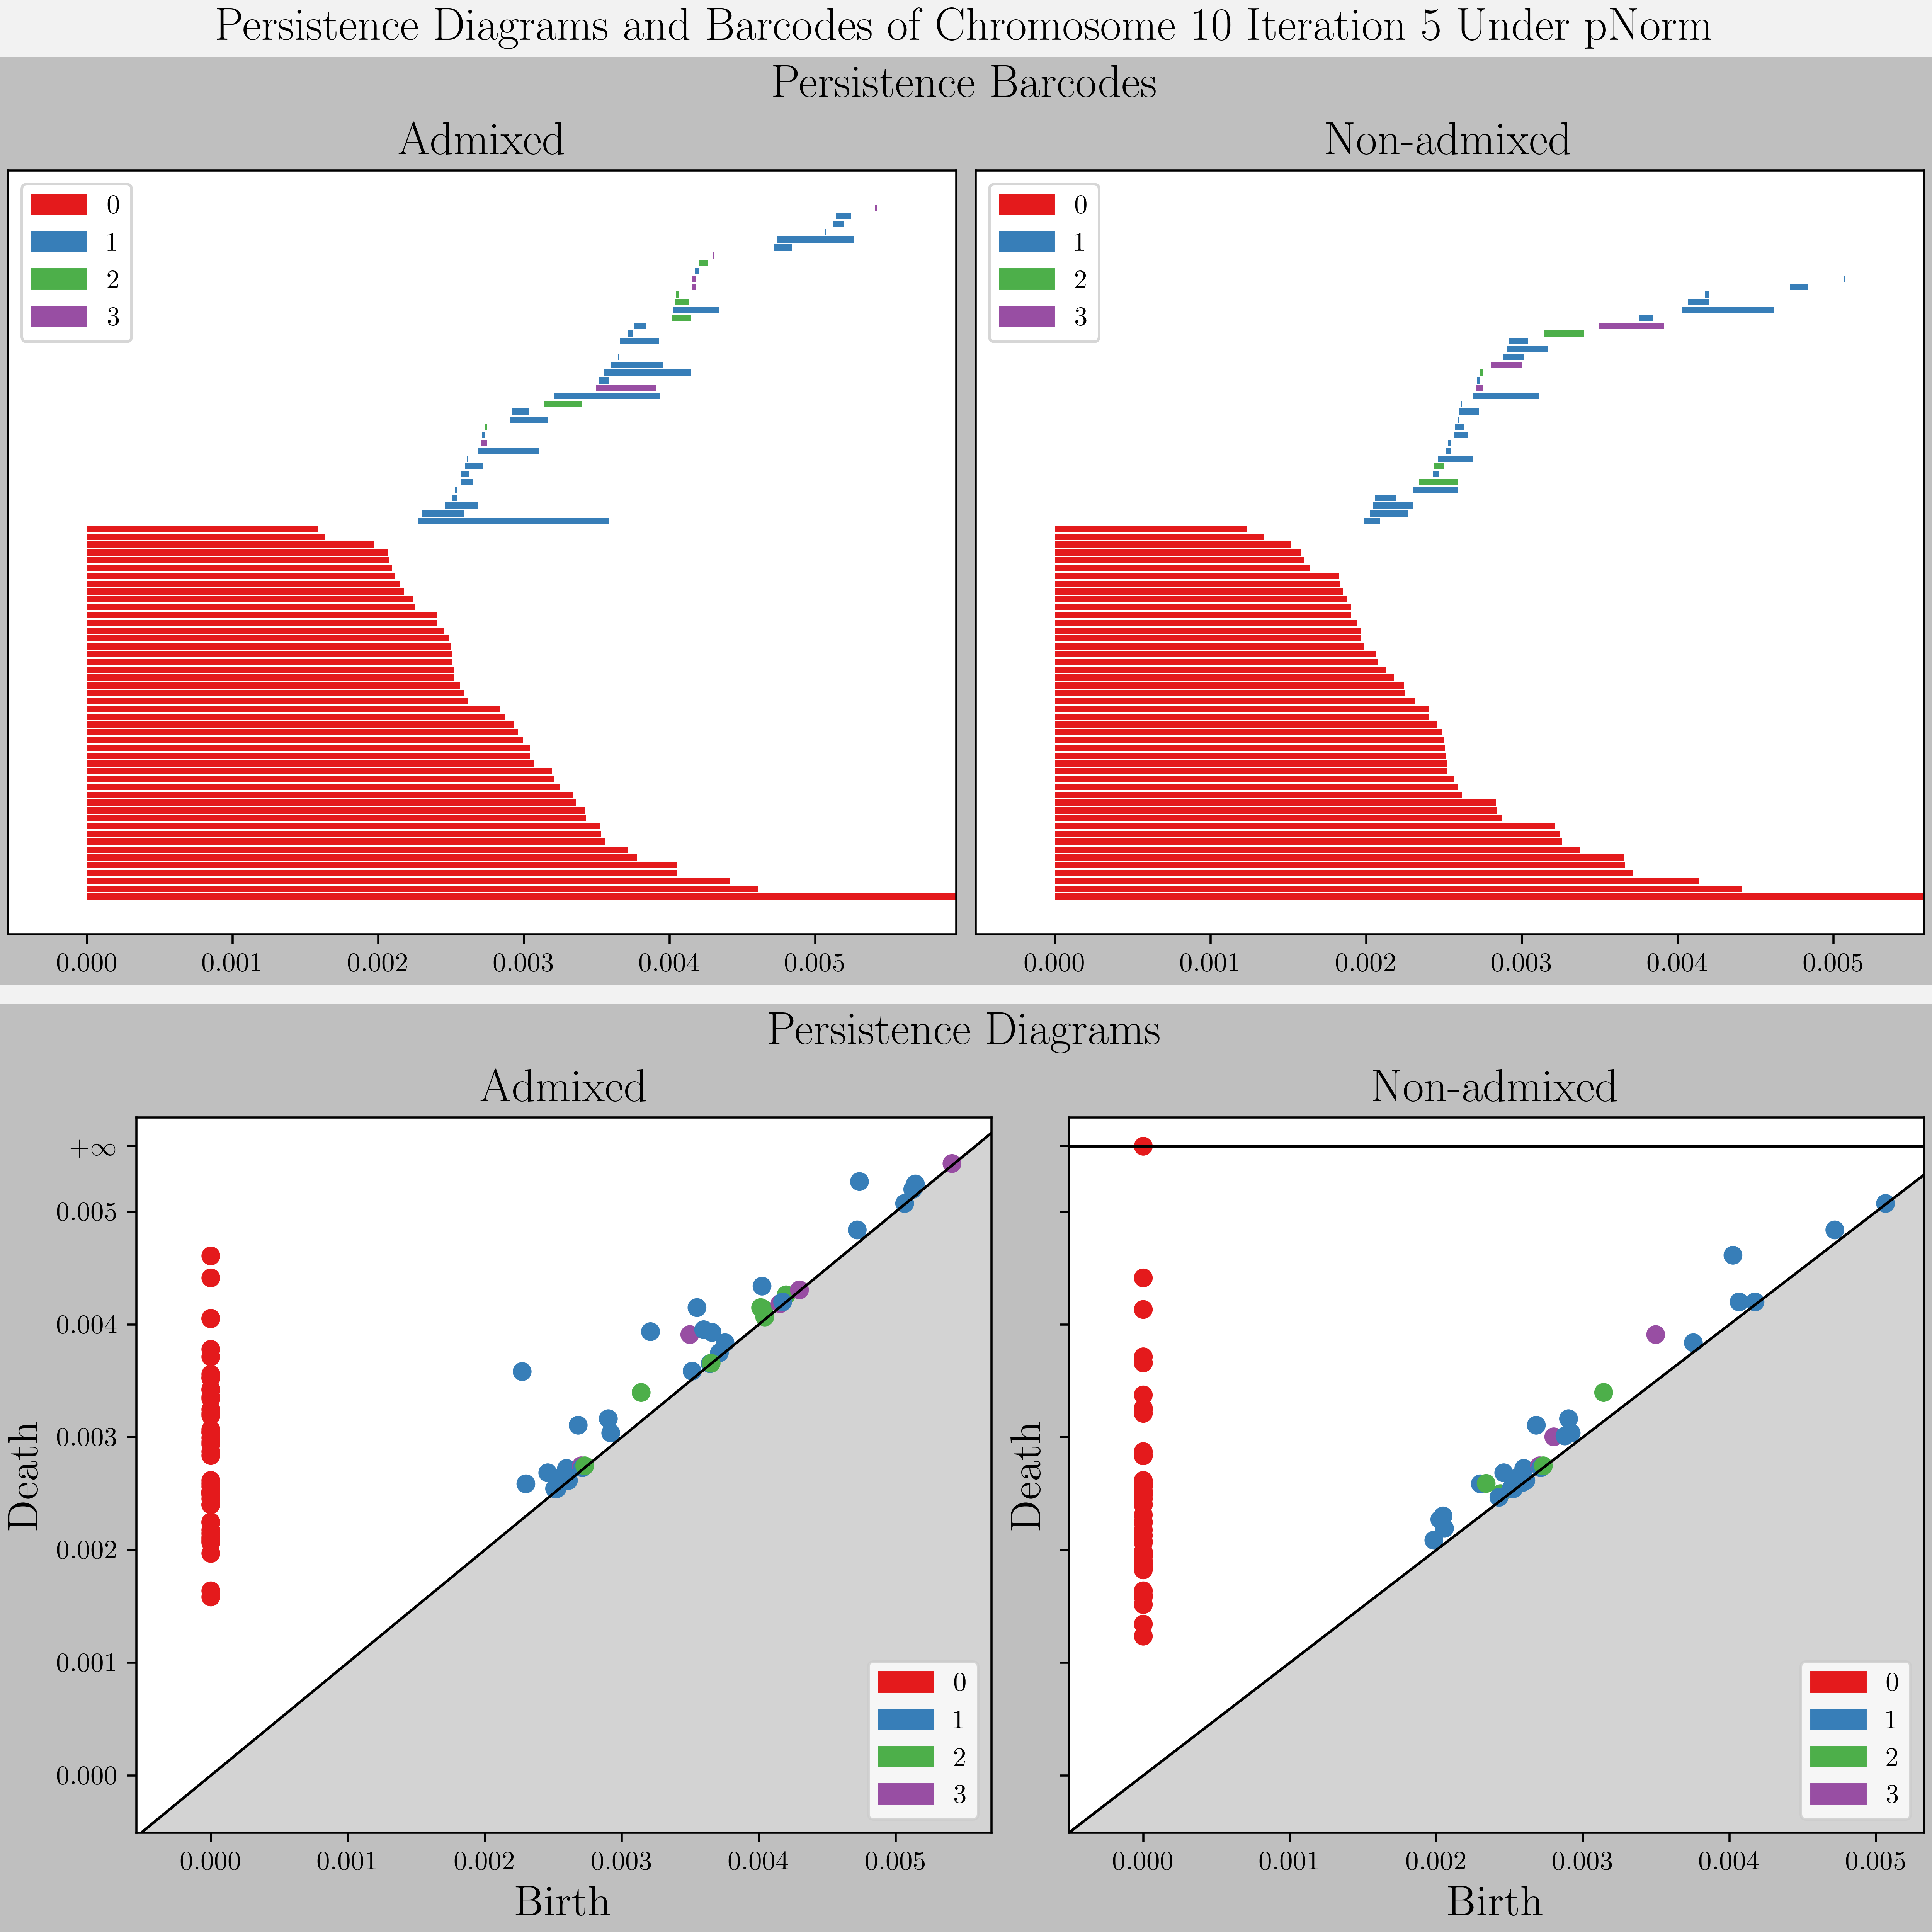 Persistence Diagrams and Barcodes of Chromosome 10 Iteration 5 Under pNorm
Persistence Barcodes
Admixed
0
1
2
3
0.000 0.001 0.002 0.003 0.004 0.005
Non-admixed
0
1
2
3
0.000 0.001 0.002 0.003 0.004 0.005
Persistence Diagrams
Admixed
Death
+∞
0.005
0.004
0.003
0.002
0.001
0.000
0
1
2
3
0.000 0.001 0.002 0.003 0.004 0.005
Birth
Non-admixed
Death
0
1
2
3
0.000 0.001 0.002 0.003 0.004 0.005
Birth